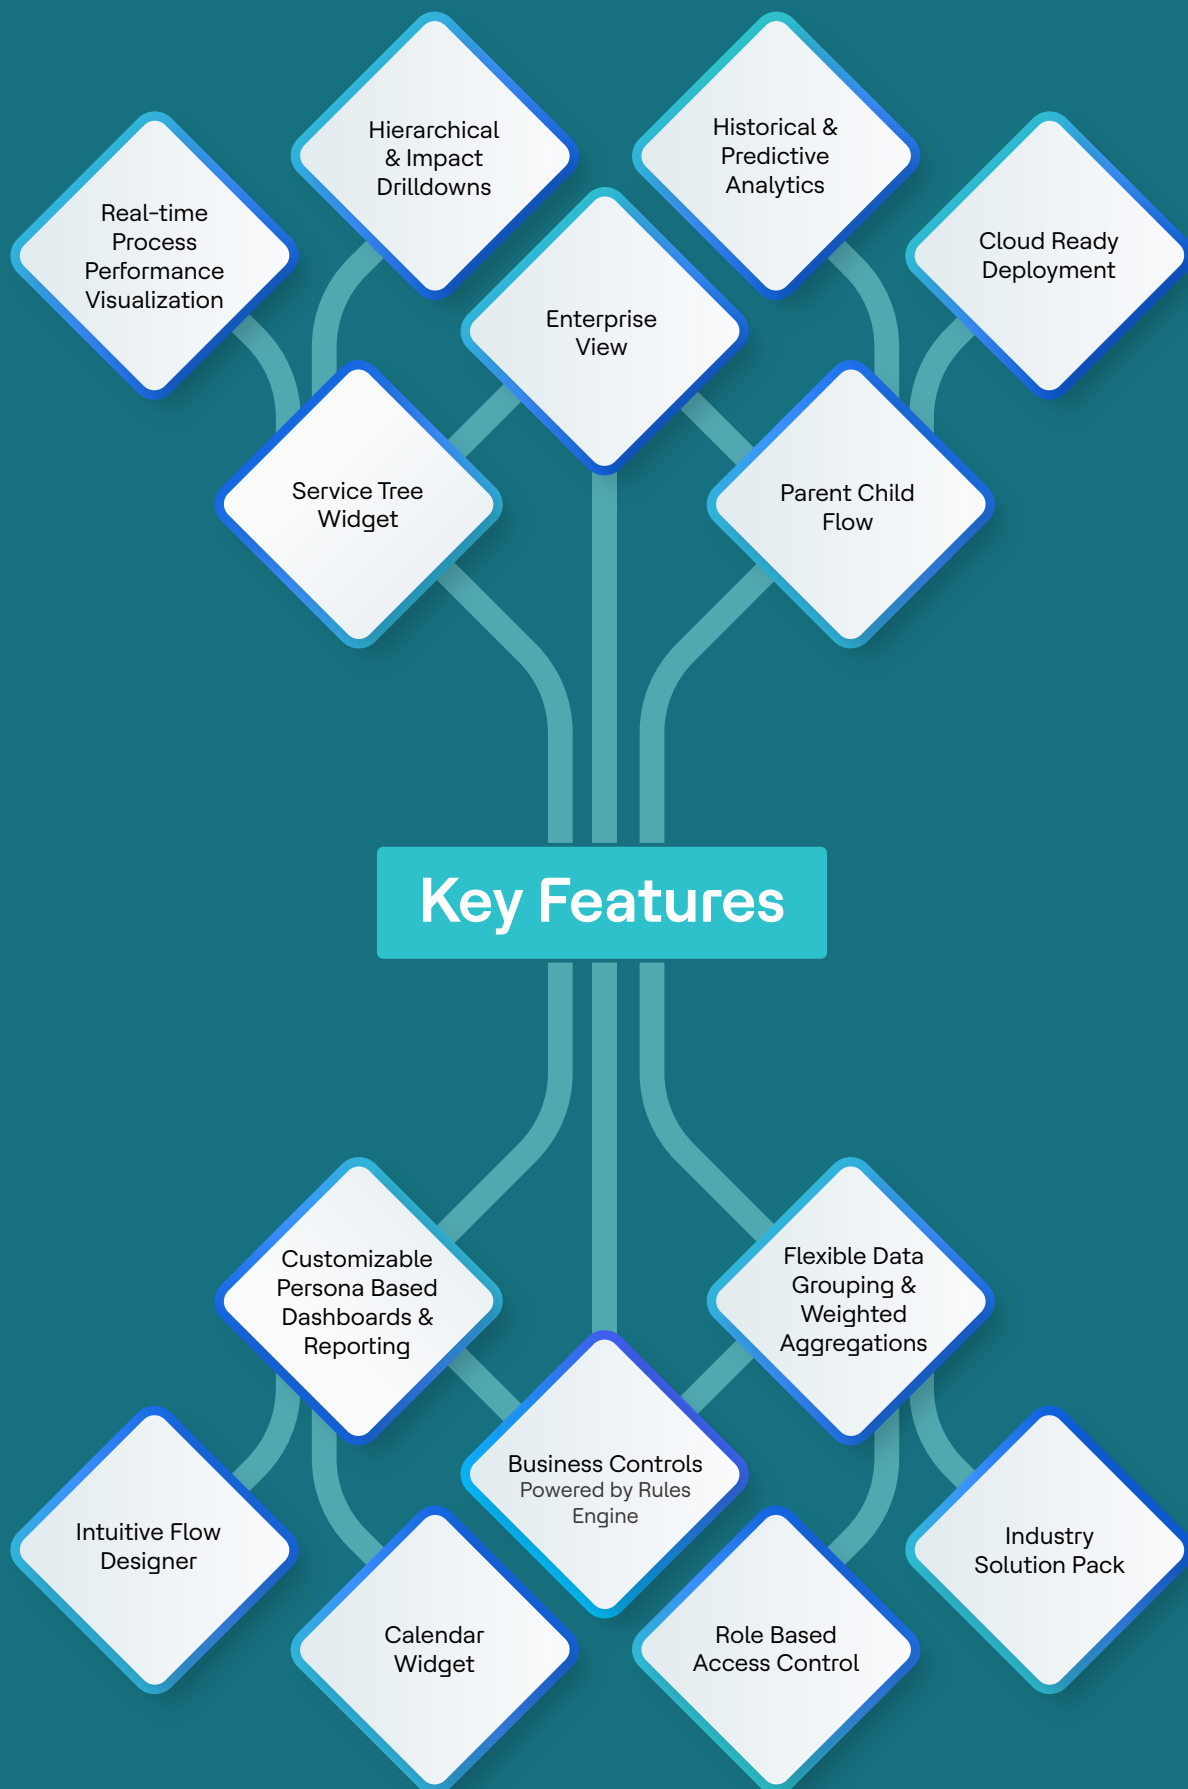 Hierarchical
& Impact
Drilldowns
Historical &
Predictive
Analytics
Real-time
Process
Performance
Visualization
Cloud Ready
Deployment
Enterprise
View
Service Tree
Widget
Parent Child
Flow
Key Features
Customizable
Persona Based
Dashboards &
Reporting
Flexible Data
Grouping &
Weighted
Aggregations
Business Controls
Powered by Rules
Engine
Intuitive Flow
Designer
Industry
Solution Pack
Calendar
Widget
Role Based
Access Control